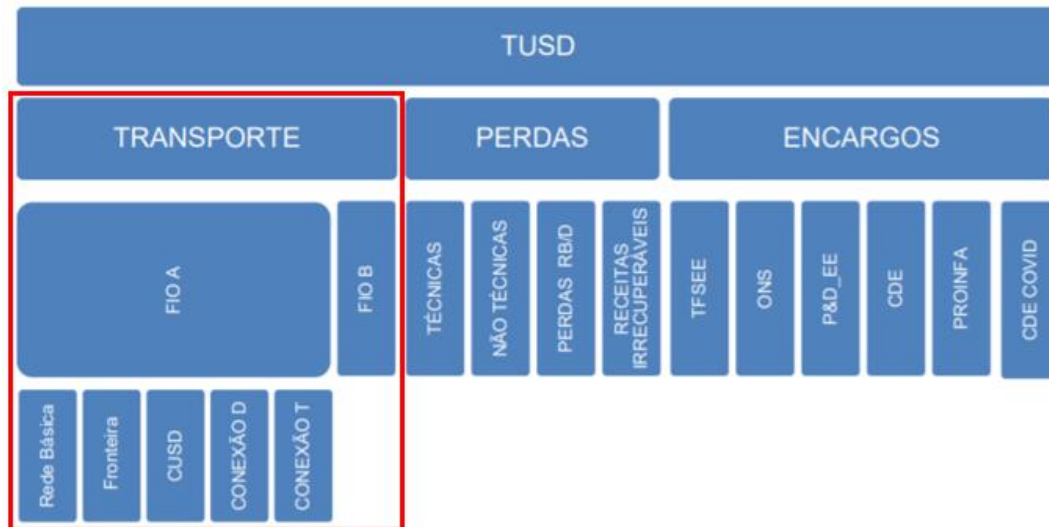 TUSD
TRANSPORTE
PERDAS
ENCARGOS
FIO A
FIO B
TÉCNICAS
NÃO TÉCNICAS
PERDAS RB/D
RECEITAS
IRRECUPERÁVEIS
TFSEE
ONS
P&D_EE
CDE
PROINFA
CDE COVID
Rede Básica
Fronteira
CUSD
CONEXÃO D
CONEXÃO T